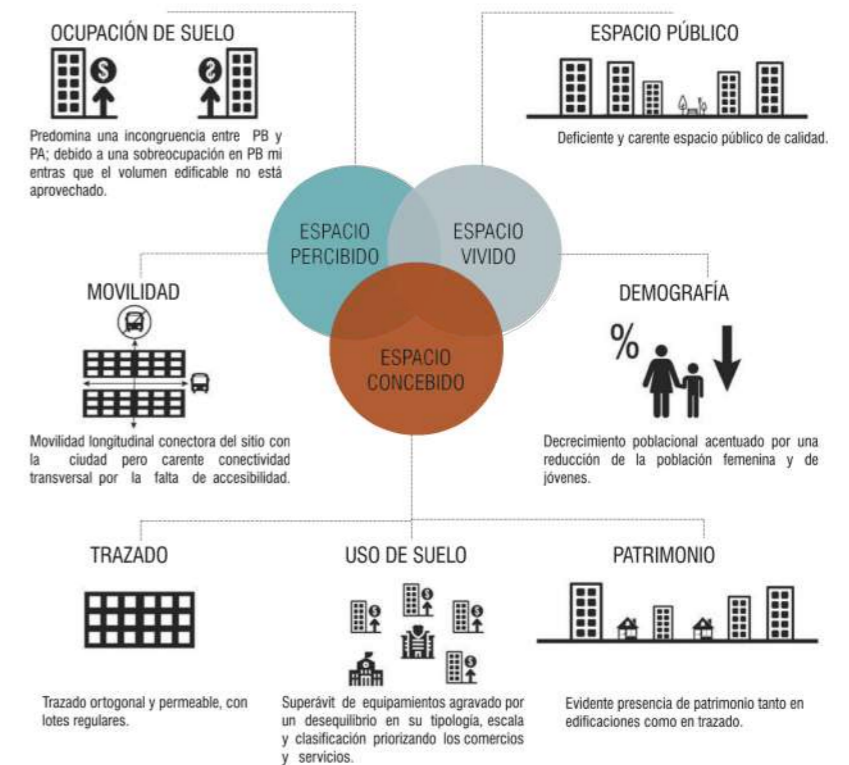 OCUPACIÓN DE SUELO
Predomina una incongruencia entre PB y
PA; debido a una sobreocupación en PB mi
entras que el volumen edificable no está
aprovechado.
ESPACIO PÚBLICO
Deficiente y carente espacio público de calidad.
ESPACIO
PERCIBIDO
ESPACIO
VIVIDO
ESPACIO
CONCEBIDO
MOVILIDAD
Movilidad longitudinal conectora del sitio con
la ciudad pero carente conectividad
transversal por la falta de accesibilidad.
DEMOGRAFÍA
%
Decrecimiento poblacional acentuado por una
reducción de la población femenina y de
jóvenes.
TRAZADO
Trazado ortogonal y permeable, con
lotes regulares.
USO DE SUELO
Superávit de equipamientos agravado por
un desequilibrio en su tipología, escala
y clasificación priorizando los comercios
y servicios.
PATRIMONIO
Evidente presencia de patrimonio tanto en
edificaciones como en trazado.